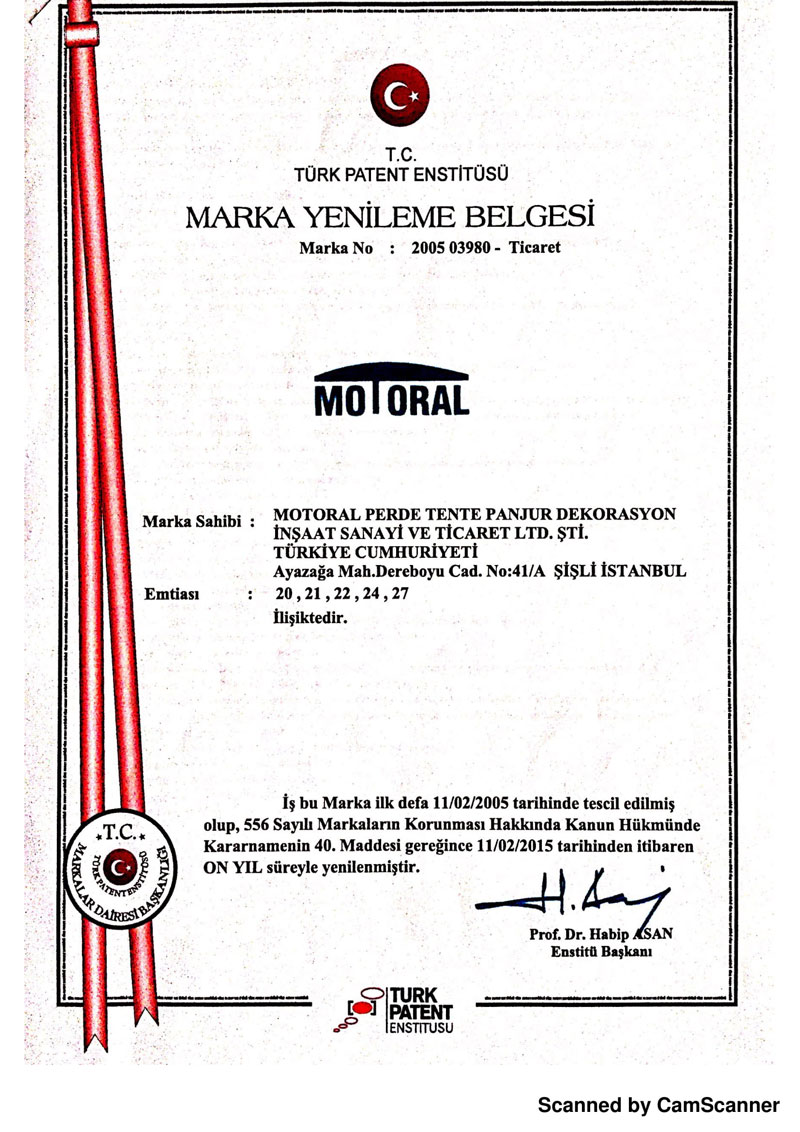 T.C.
TÜRK PATENT ENSTİTÜSÜ
MARKA YENİLEME BELGESİ
Marka No : 2005 03980 - Ticaret
MOTORAL
Marka Sahibi : MOTORAL PERDE TENTE PANJUR DEKORASYON
İNŞAAT SANAYİ VE TİCARET LTD. ŞTİ.
TÜRKİYE CUMHURİYETİ
Ayazağa Mah.Dereboyu Cad. No:41/A ŞİŞLİ İSTANBUL
Emtiası : 20 , 21 , 22 , 24 , 27
İlişiktedir.
İş bu Marka ilk defa 11/02/2005 tarihinde tescil edilmiş
olup, 556 Sayılı Markaların Korunması Hakkında Kanun Hükmünde
Kararnamenin 40. Maddesi gereğince 11/02/2015 tarihinden itibaren
ON YIL süreyle yenilenmiştir.
T.C.
MARKALAR DAİRESİ BAŞKANLIĞI
TÜRK PATENT ENSTİTÜSÜ
H. Asan
Prof. Dr. Habip ASAN
Enstitü Başkanı
TURK
PATENT
ENSTITUSU
Scanned by CamScanner